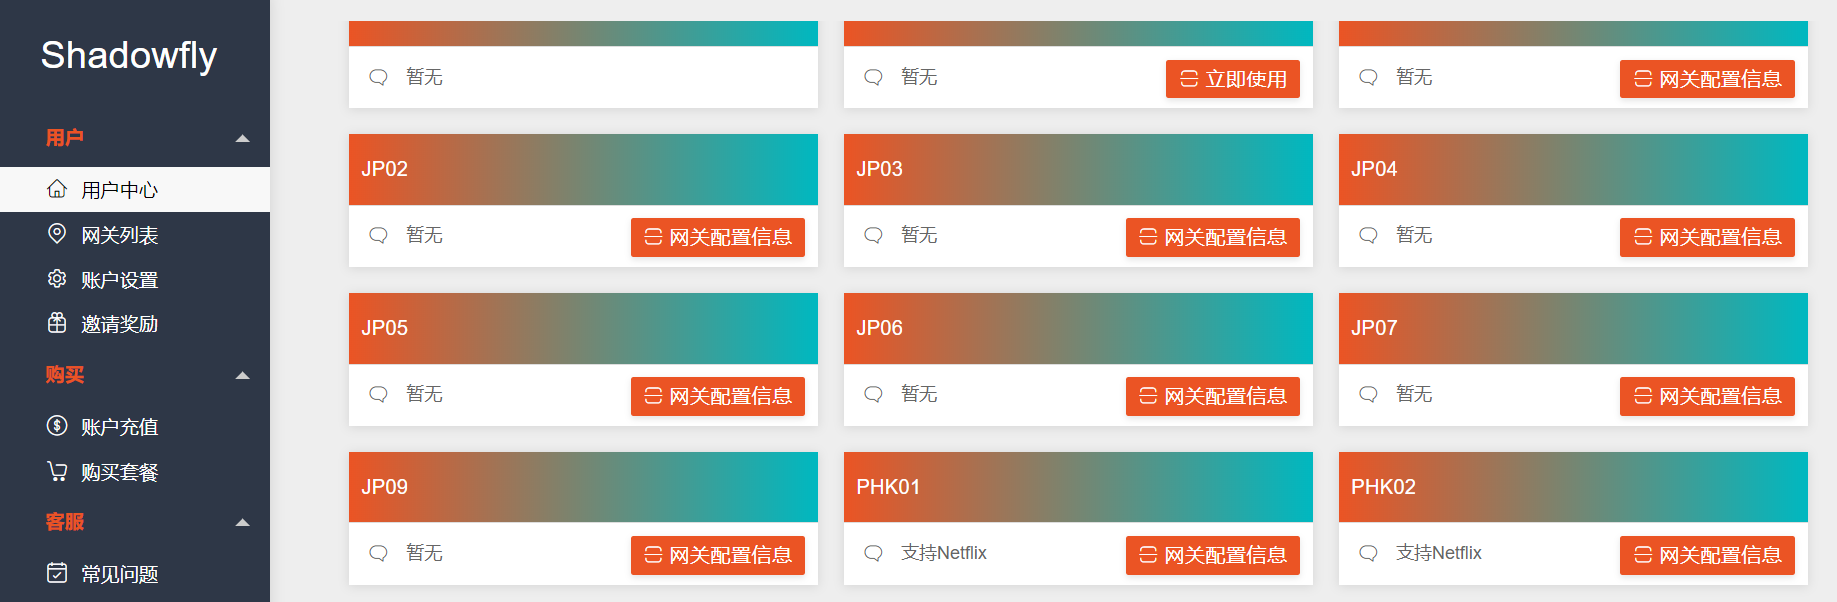 Shadowfly
用户
用户中心
网关列表
账户设置
邀请奖励
购买
账户充值
购买套餐
客服
常见问题
暂无
暂无
立即使用
暂无
网关配置信息
JP02
JP03
JP04
暂无
网关配置信息
暂无
网关配置信息
暂无
网关配置信息
JP05
JP06
JP07
暂无
网关配置信息
暂无
网关配置信息
暂无
网关配置信息
JP09
PHK01
PHK02
暂无
网关配置信息
支持Netflix
网关配置信息
支持Netflix
网关配置信息